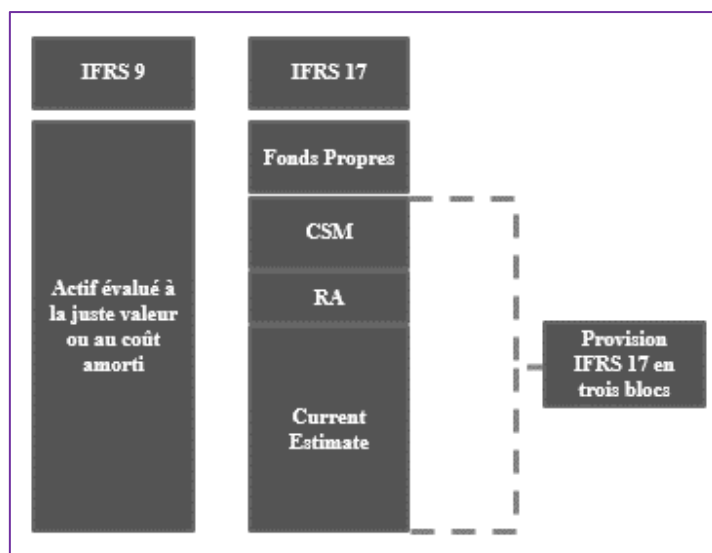 IFRS 9
IFRS 17
Fonds Propres
CSM
Actif évalué à
la juste valeur
ou au coût
amorti
RA
Provision
IFRS 17 en
trois blocs
Current
Estimate